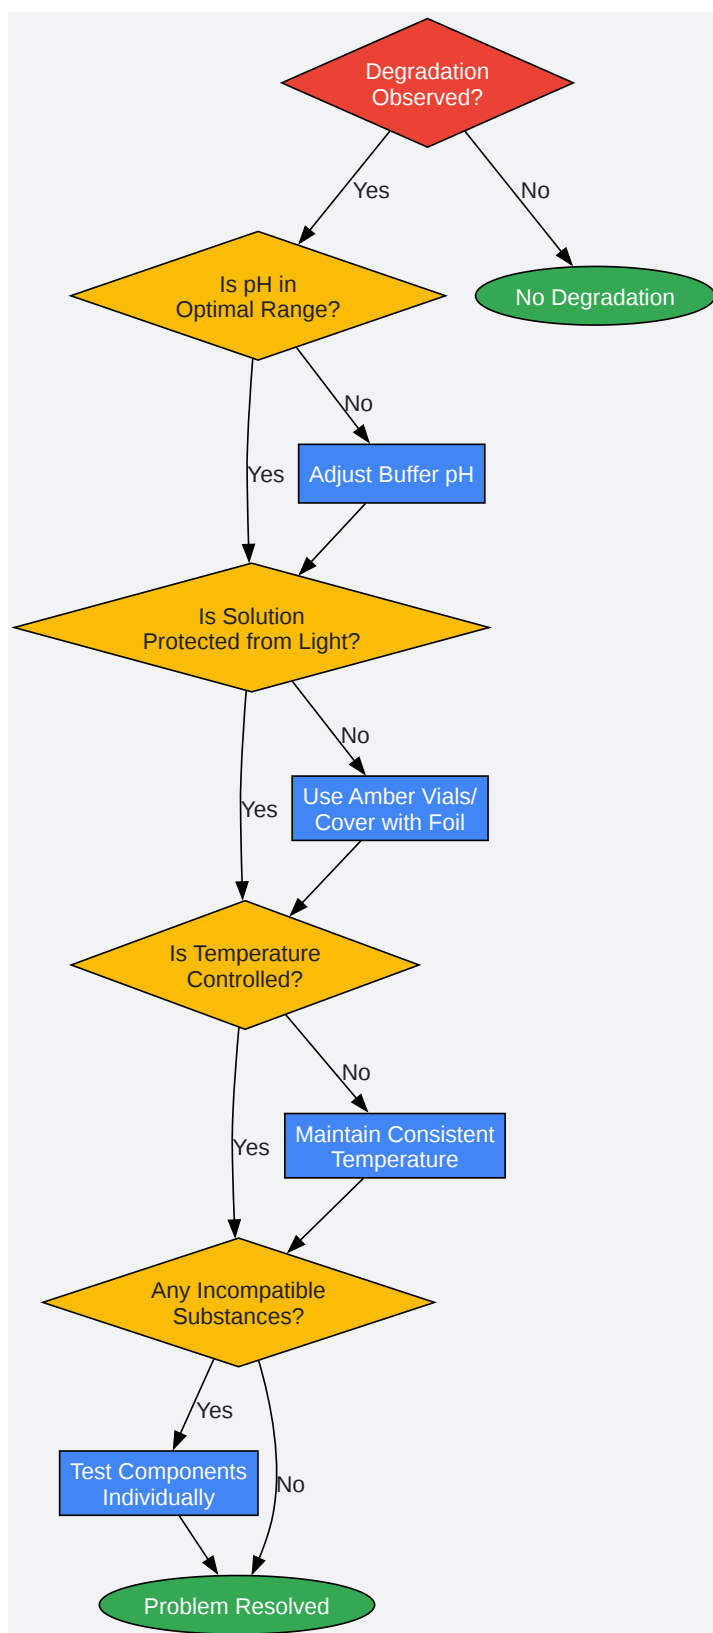 Degradation
Observed?
Yes
No
Is pH in
Optimal Range?
No Degradation
No
Yes
Adjust Buffer pH
Is Solution
Protected from Light?
No
Yes
Use Amber Vials/
Cover with Foil
Is Temperature
Controlled?
No
Yes
Maintain Consistent
Temperature
Any Incompatible
Substances?
Yes
No
Test Components
Individually
Problem Resolved